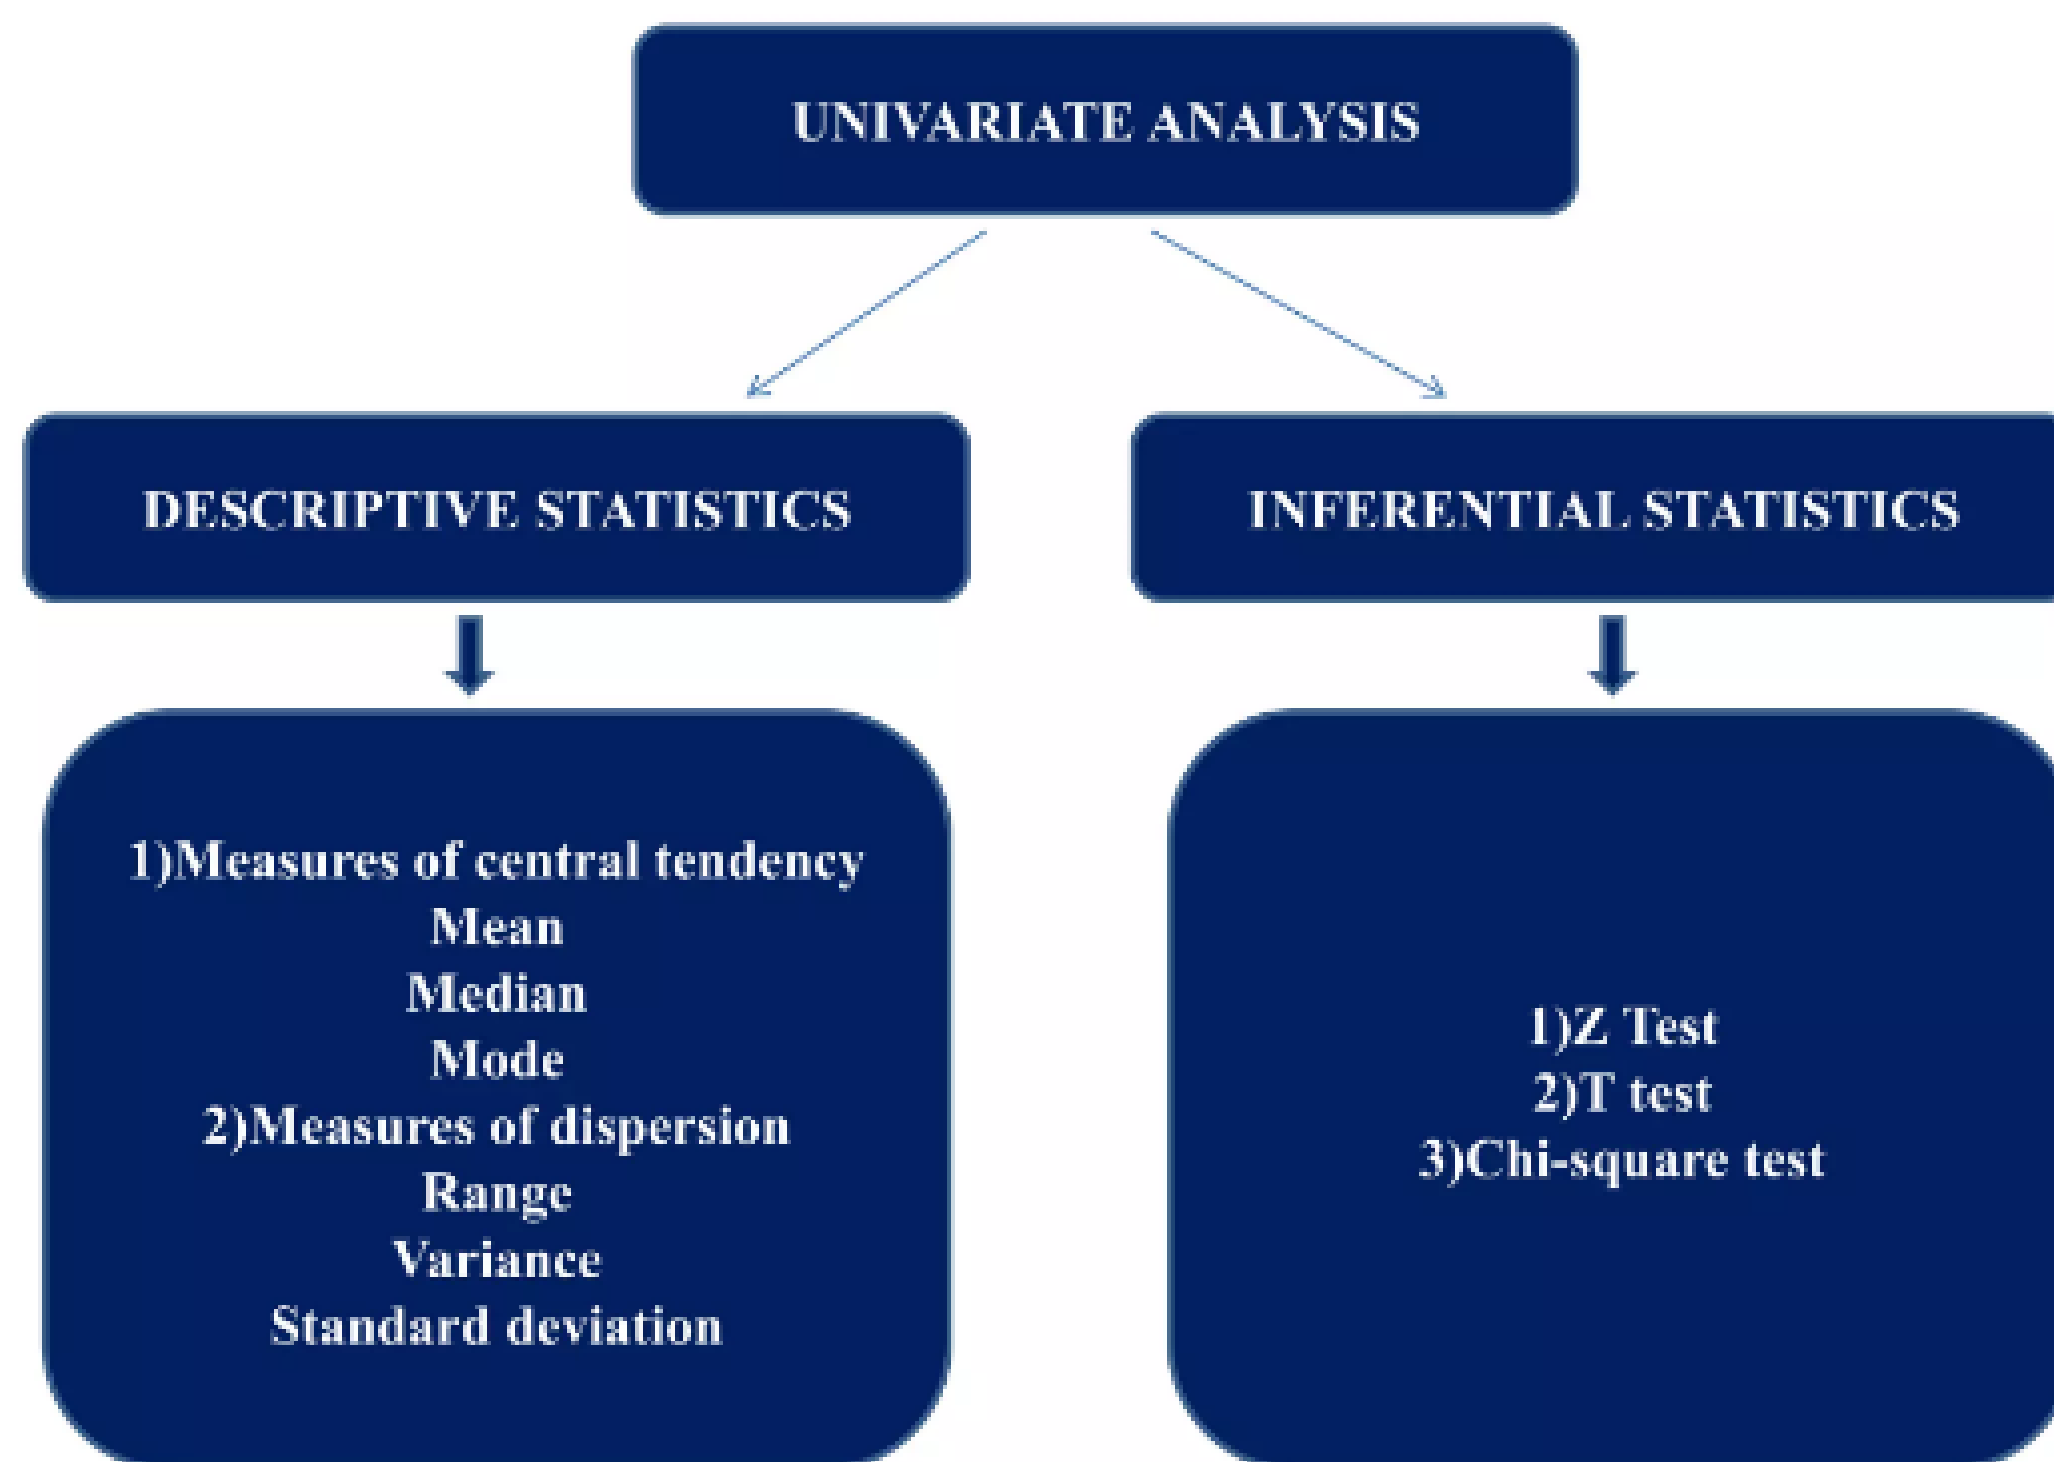 UNIVARIATE ANALYSIS
DESCRIPTIVE STATISTICS
INFERENTIAL STATISTICS
1)Measures of central tendency
Mean
Median
Mode
2)Measures of dispersion
Range
Variance
Standard deviation
1)Z Test
2)T test
3)Chi-square test